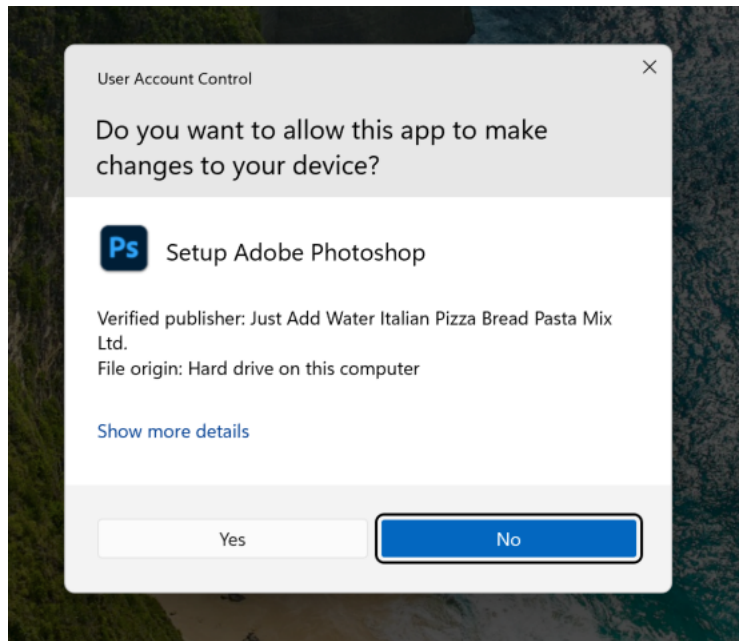 User Account Control
Do you want to allow this app to make
changes to your device?
Ps
Setup Adobe Photoshop
Verified publisher: Just Add Water Italian Pizza Bread Pasta Mix
Ltd.
File origin: Hard drive on this computer
Show more details
Yes
No